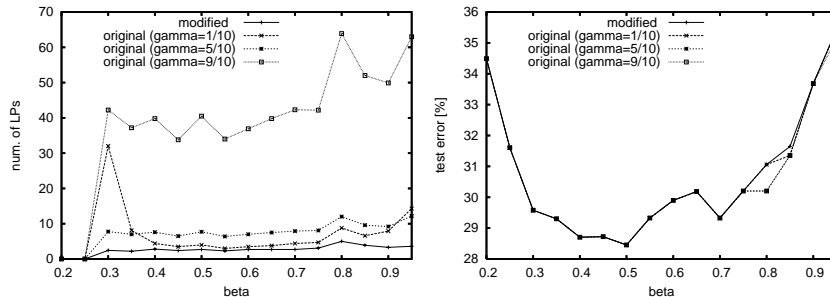 modified
original (gamma=1/10)
original (gamma=5/10)
original (gamma=9/10)
70
60
50
40
30
20
10
0
num. of LPs
0.2 0.3 0.4 0.5 0.6 0.7 0.8 0.9
beta
modified
original (gamma=1/10)
original (gamma=5/10)
original (gamma=9/10)
36
35
34
33
32
31
30
29
28
test error [%]
0.2 0.3 0.4 0.5 0.6 0.7 0.8 0.9
beta